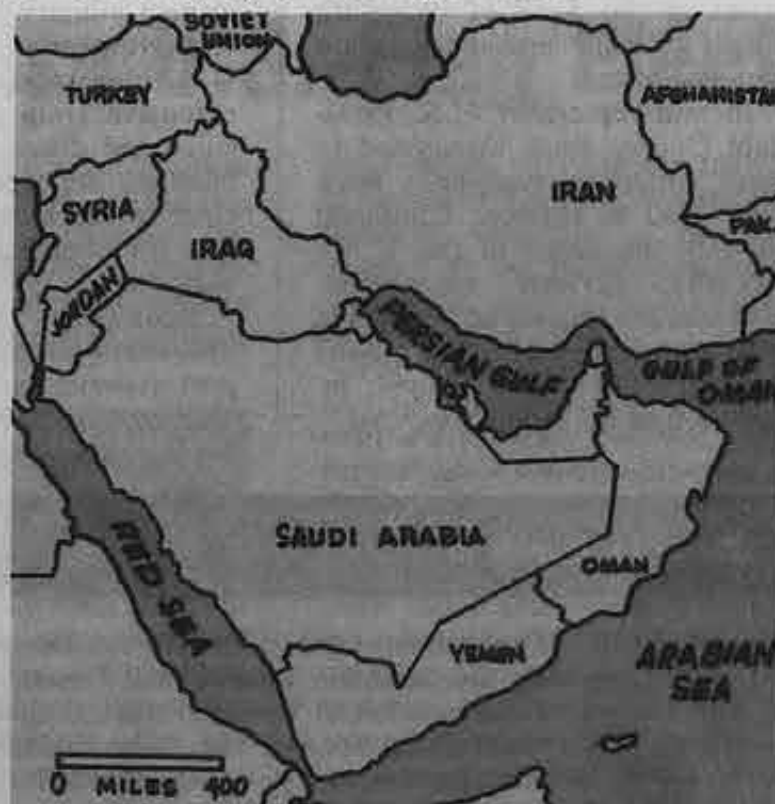 SOVIET
UNION
TURKEY
AFGHANISTAN
SYRIA
IRAN
PAK.
IRAQ
JORDAN
PERSIAN GULF
GULF OF
OMAN
SAUDI ARABIA
RED SEA
OMAN
YEMEN
ARABIAN
SEA
0 MILES 400